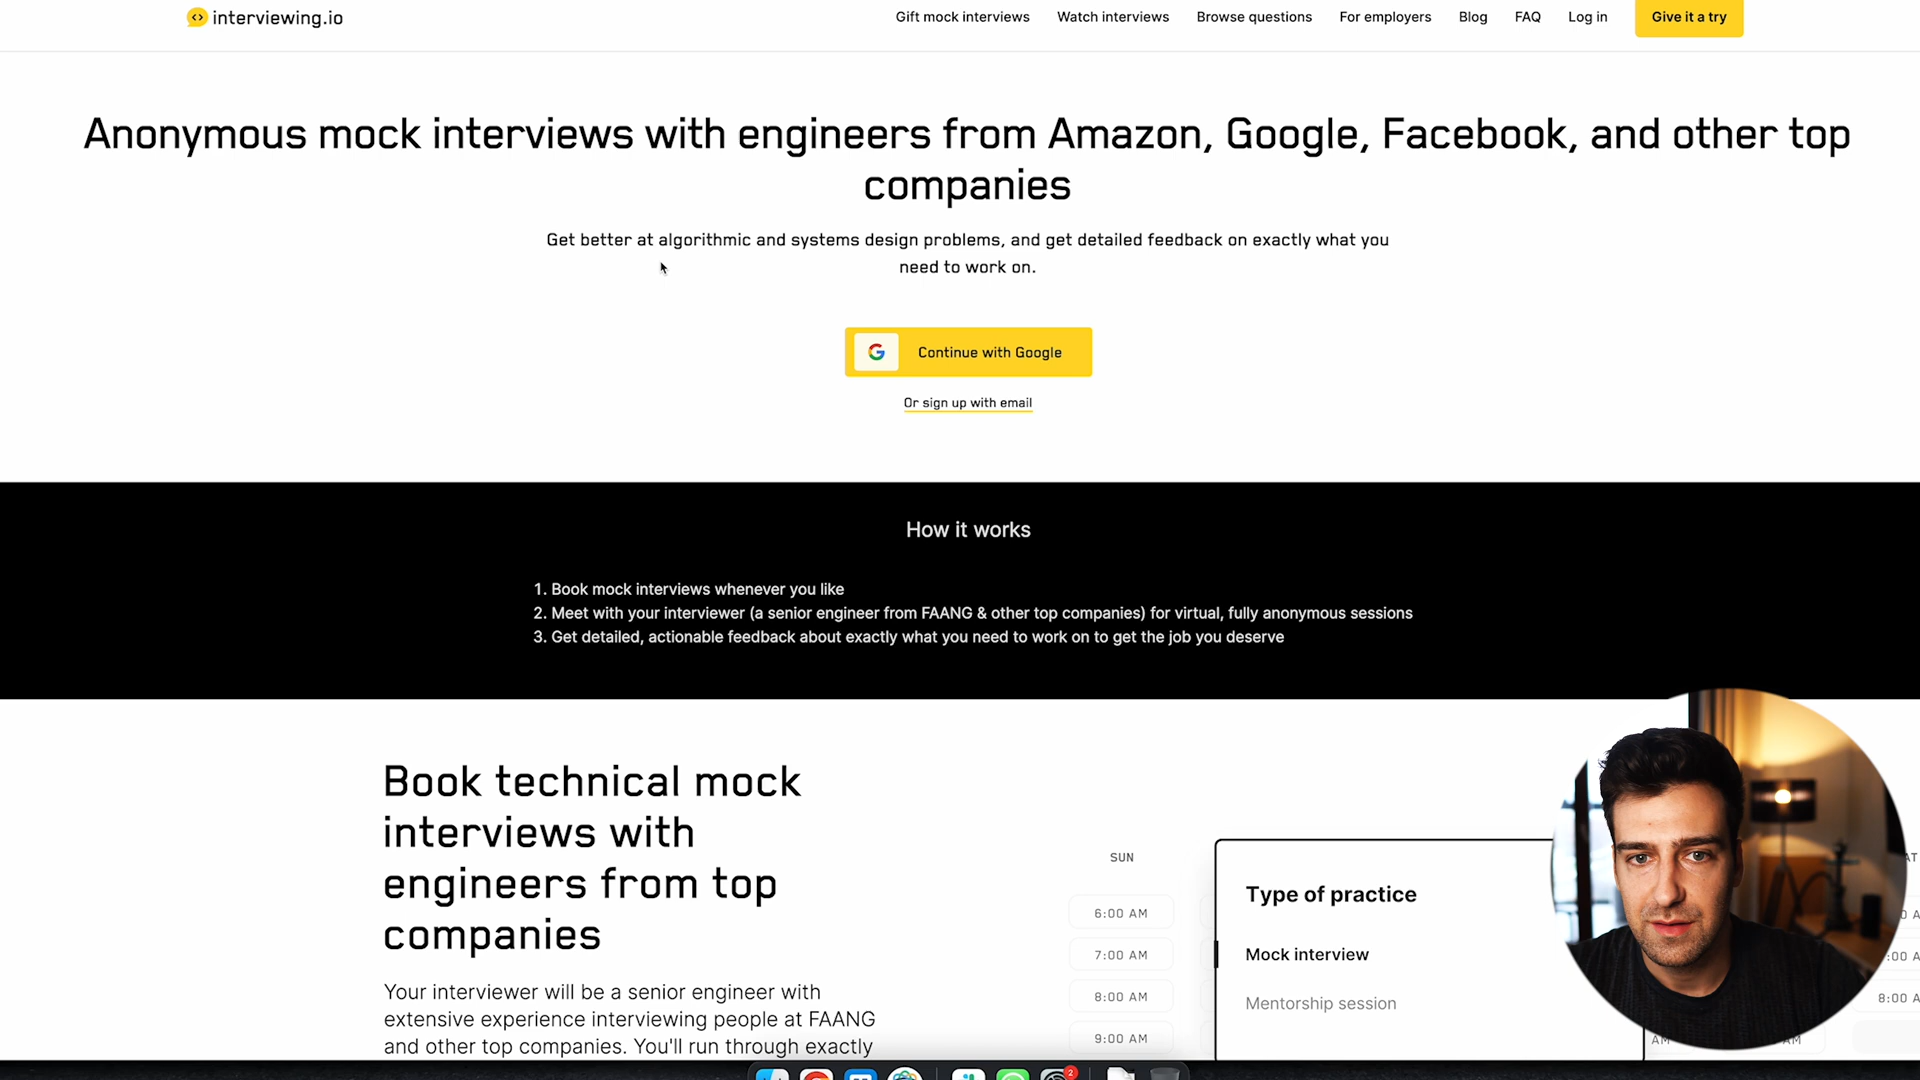 interviewing.io
Gift mock interviews Watch interviews Browse questions For employers Blog FAQ Log in Give it a try
Anonymous mock interviews with engineers from Amazon, Google, Facebook, and other top
companies
Get better at algorithmic and systems design problems, and get detailed feedback on exactly what you
need to work on.
Continue with Google
Or sign up with email
How it works
1. Book mock interviews whenever you like
2. Meet with your interviewer (a senior engineer from FAANG & other top companies) for virtual, fully anonymous sessions
3. Get detailed, actionable feedback about exactly what you need to work on to get the job you deserve
Book technical mock
interviews with
engineers from top
companies
Your interviewer will be a senior engineer with
extensive experience interviewing people at FAANG
and other top companies. You'll run through exactly
SUN
6:00 AM
7:00 AM
8:00 AM
9:00 AM
Type of practice
Mock interview
Mentorship session
8:00 A
AM
2